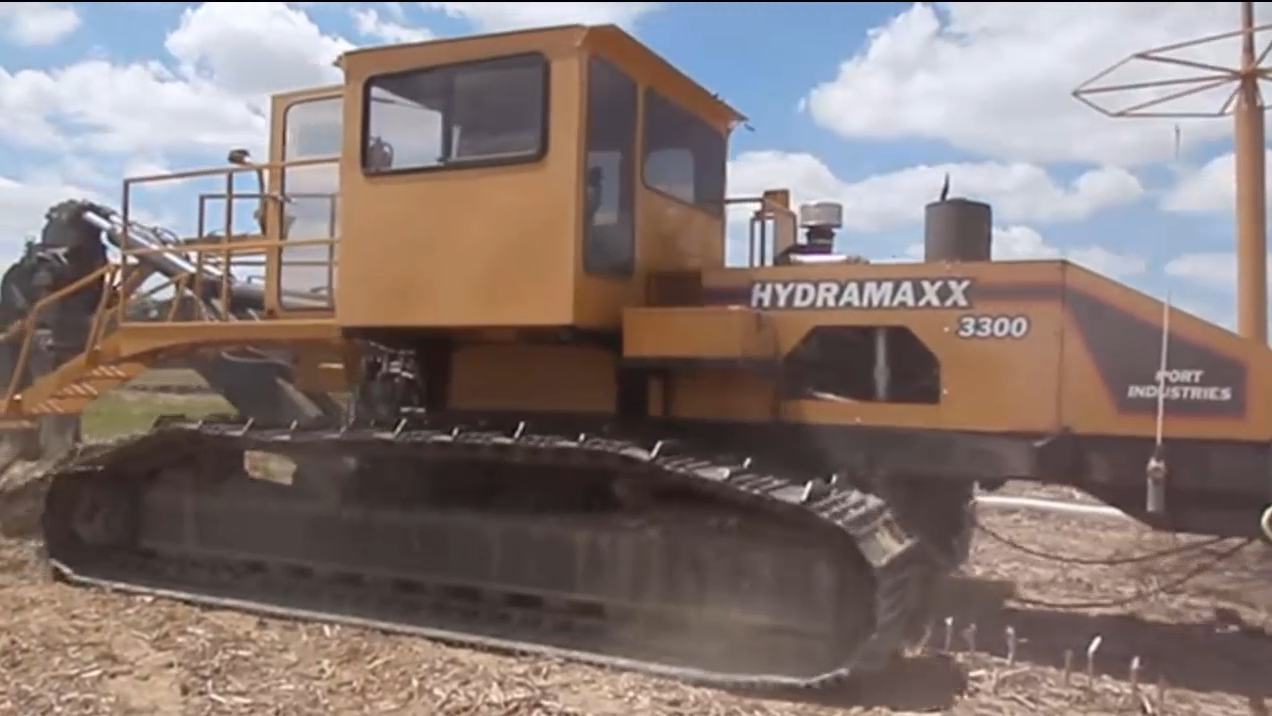 HYDRAMAXX
3300
PORT
INDUSTRIES